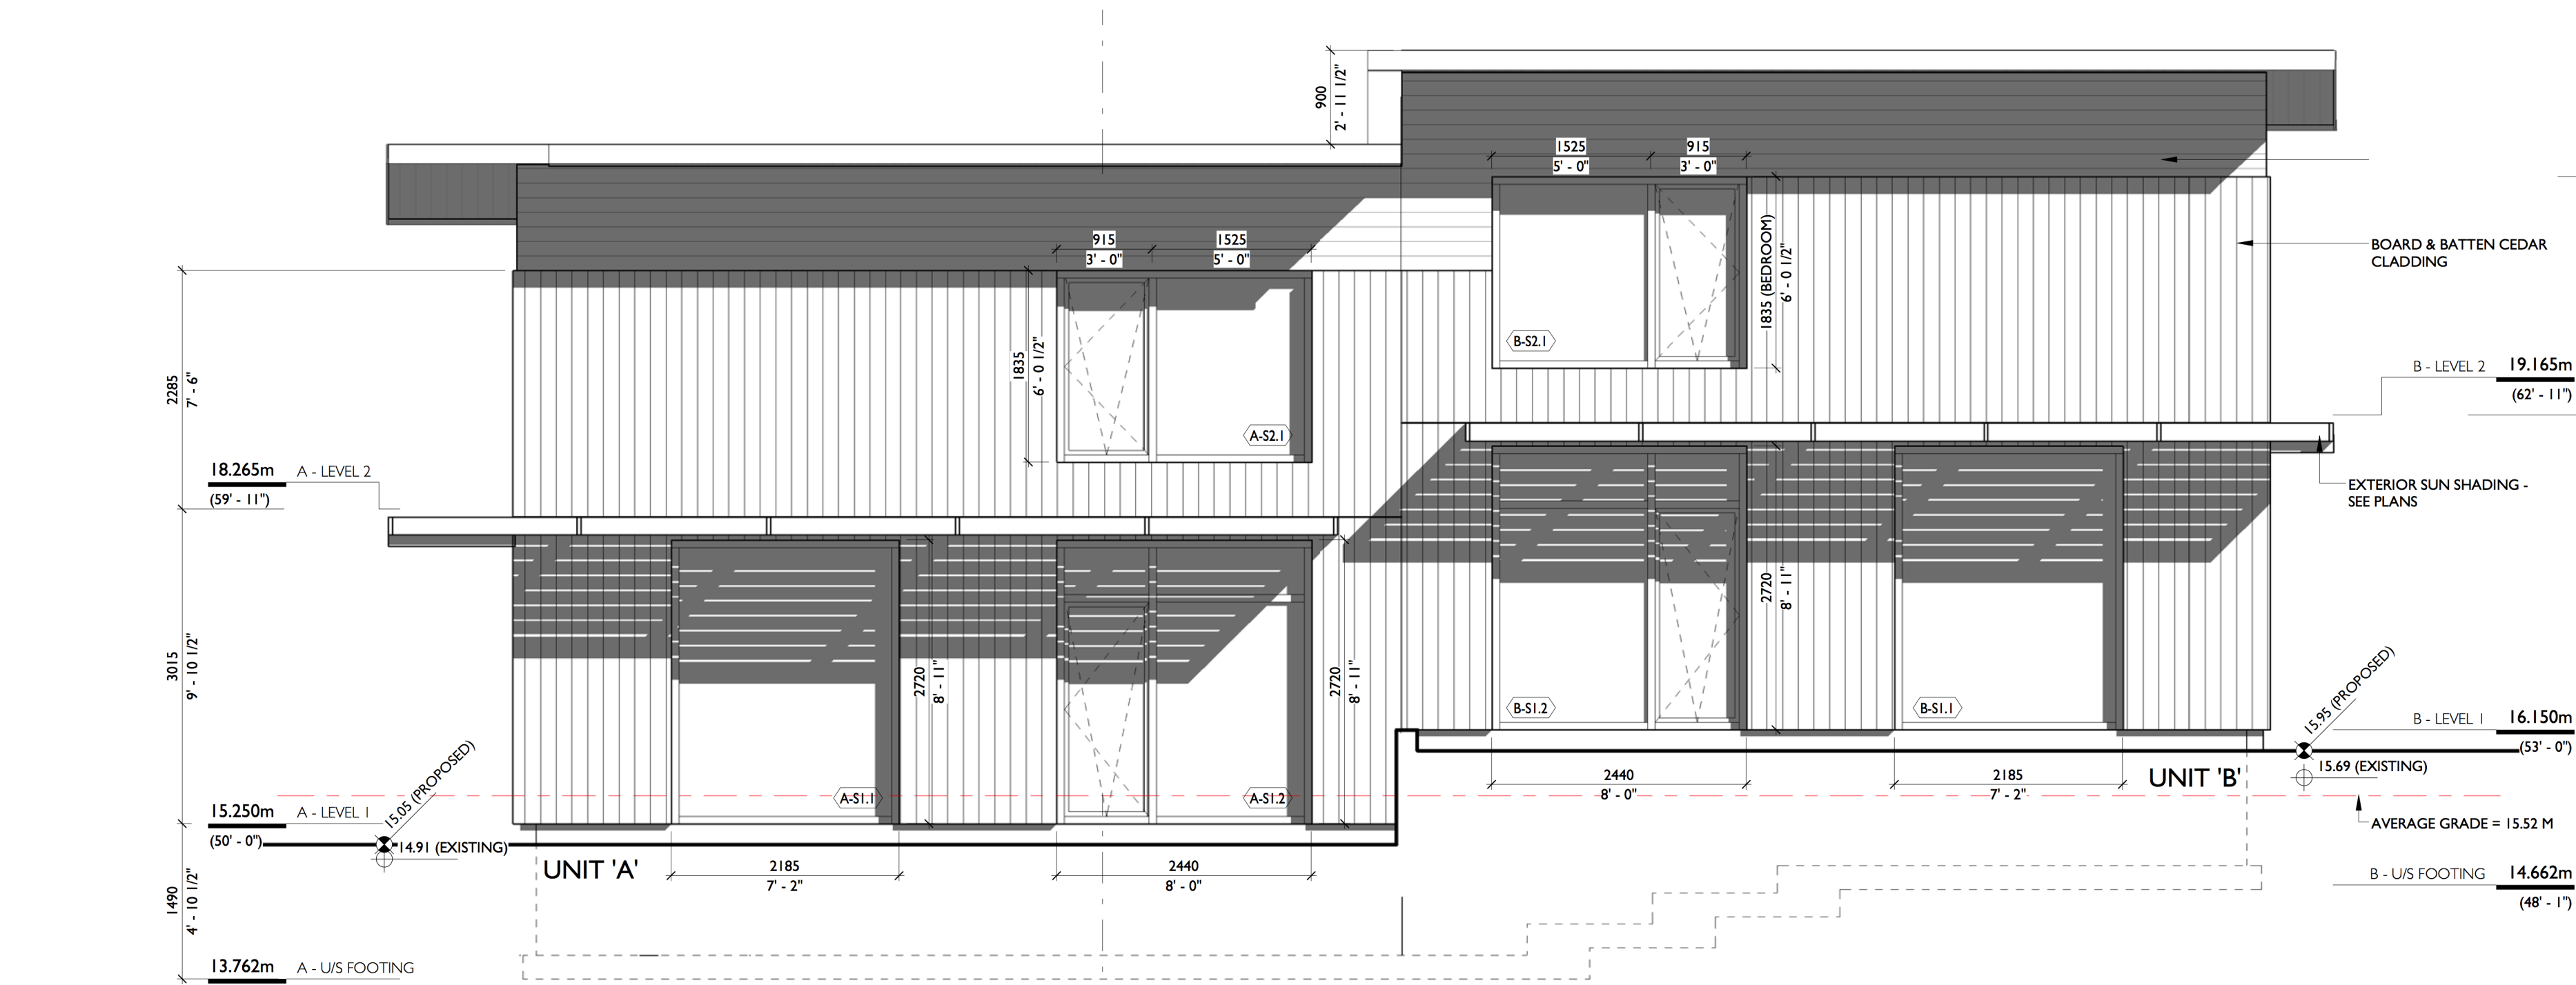 900
2' - 11 1/2"
1525
5' - 0"
915
3' - 0"
915
3' - 0"
1525
5' - 0"
1835 (BEDROOM)
6' - 0 1/2"
BOARD & BATTEN CEDAR
CLADDING
2285
7' - 6"
1835
6' - 0 1/2"
B-S2.1
A-S2.1
B - LEVEL 2
19.165m
(62' - 11")
18.265m
A - LEVEL 2
(59' - 11")
EXTERIOR SUN SHADING -
SEE PLANS
3015
9' - 10 1/2"
2720
8' - 11"
2720
8' - 11"
2720
8' - 11"
B-S1.2
B-S1.1
15.95 (PROPOSED)
B - LEVEL 1
16.150m
(53' - 0")
15.69 (EXISTING)
2440
8' - 0"
2185
7' - 2"
UNIT 'B'
A-S1.1
A-S1.2
15.05 (PROPOSED)
15.250m
A - LEVEL 1
(50' - 0")
14.91 (EXISTING)
AVERAGE GRADE = 15.52 M
UNIT 'A'
2185
7' - 2"
2440
8' - 0"
B - U/S FOOTING
14.662m
(48' - 1")
1490
4' - 10 1/2"
13.762m
A - U/S FOOTING